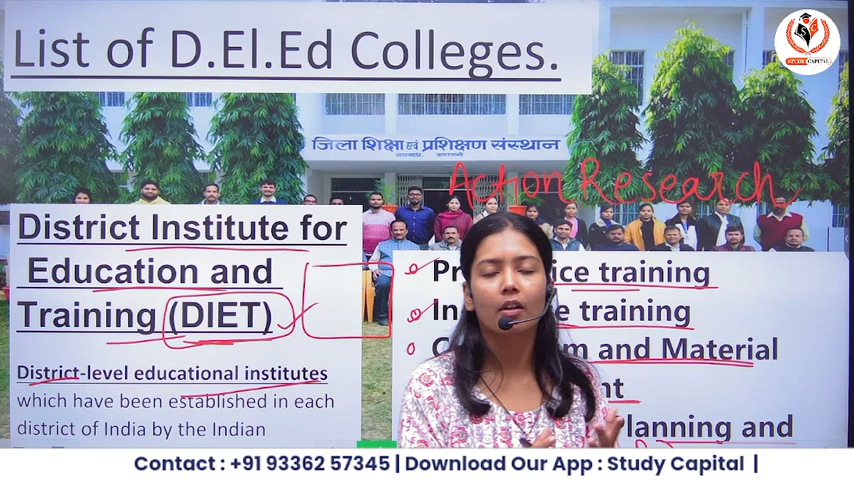 List of D.El.Ed Colleges.
STUDY CAPITAL
जिला शिक्षा एवं प्रशिक्षण संस्थान
Action Research
District Institute for
Education and
Training (DIET)
District-level educational institutes
which have been established in each
district of India by the Indian
training
training
and Material
lanning and
Contact : +91 93362 57345 | Download Our App : Study Capital |